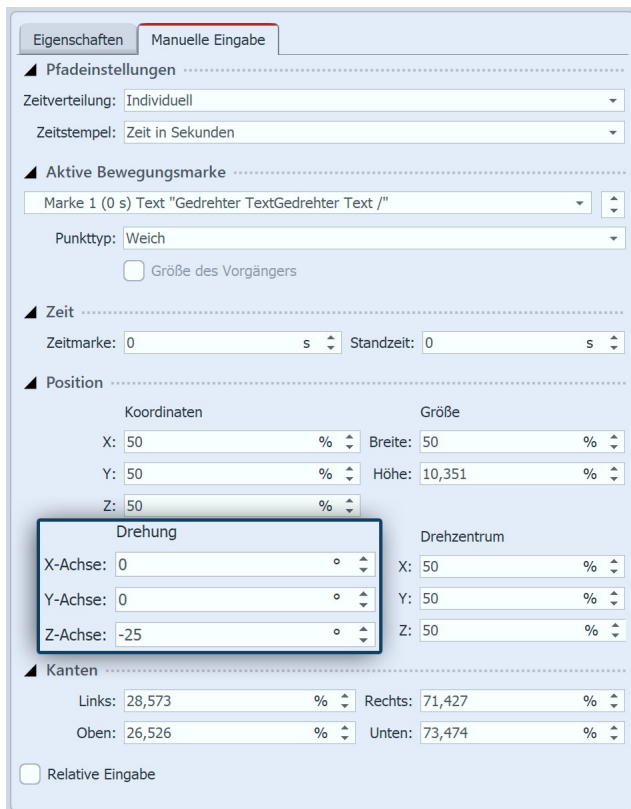 Eigenschaften Manuelle Eingabe
Pfadeinstellungen
Zeitverteilung: Individuell
Zeitstempel: Zeit in Sekunden
Aktive Bewegungsmarke
Marke 1 (0 s) Text "Gedrehter TextGedrehter Text /"
Punkttyp: Weich
Größe des Vorgängers
Zeit
Zeitmarke: 0 s Standzeit: 0 s
Position
Koordinaten Größe
X: 50 % Breite: 50 %
Y: 50 % Höhe: 10,351 %
Z: 50 %
Drehung Drehzentrum
X-Achse: 0 ° X: 50 %
Y-Achse: 0 ° Y: 50 %
Z-Achse: -25 ° Z: 50 %
Kanten
Links: 28,573 % Rechts: 71,427 %
Oben: 26,526 % Unten: 73,474 %
Relative Eingabe